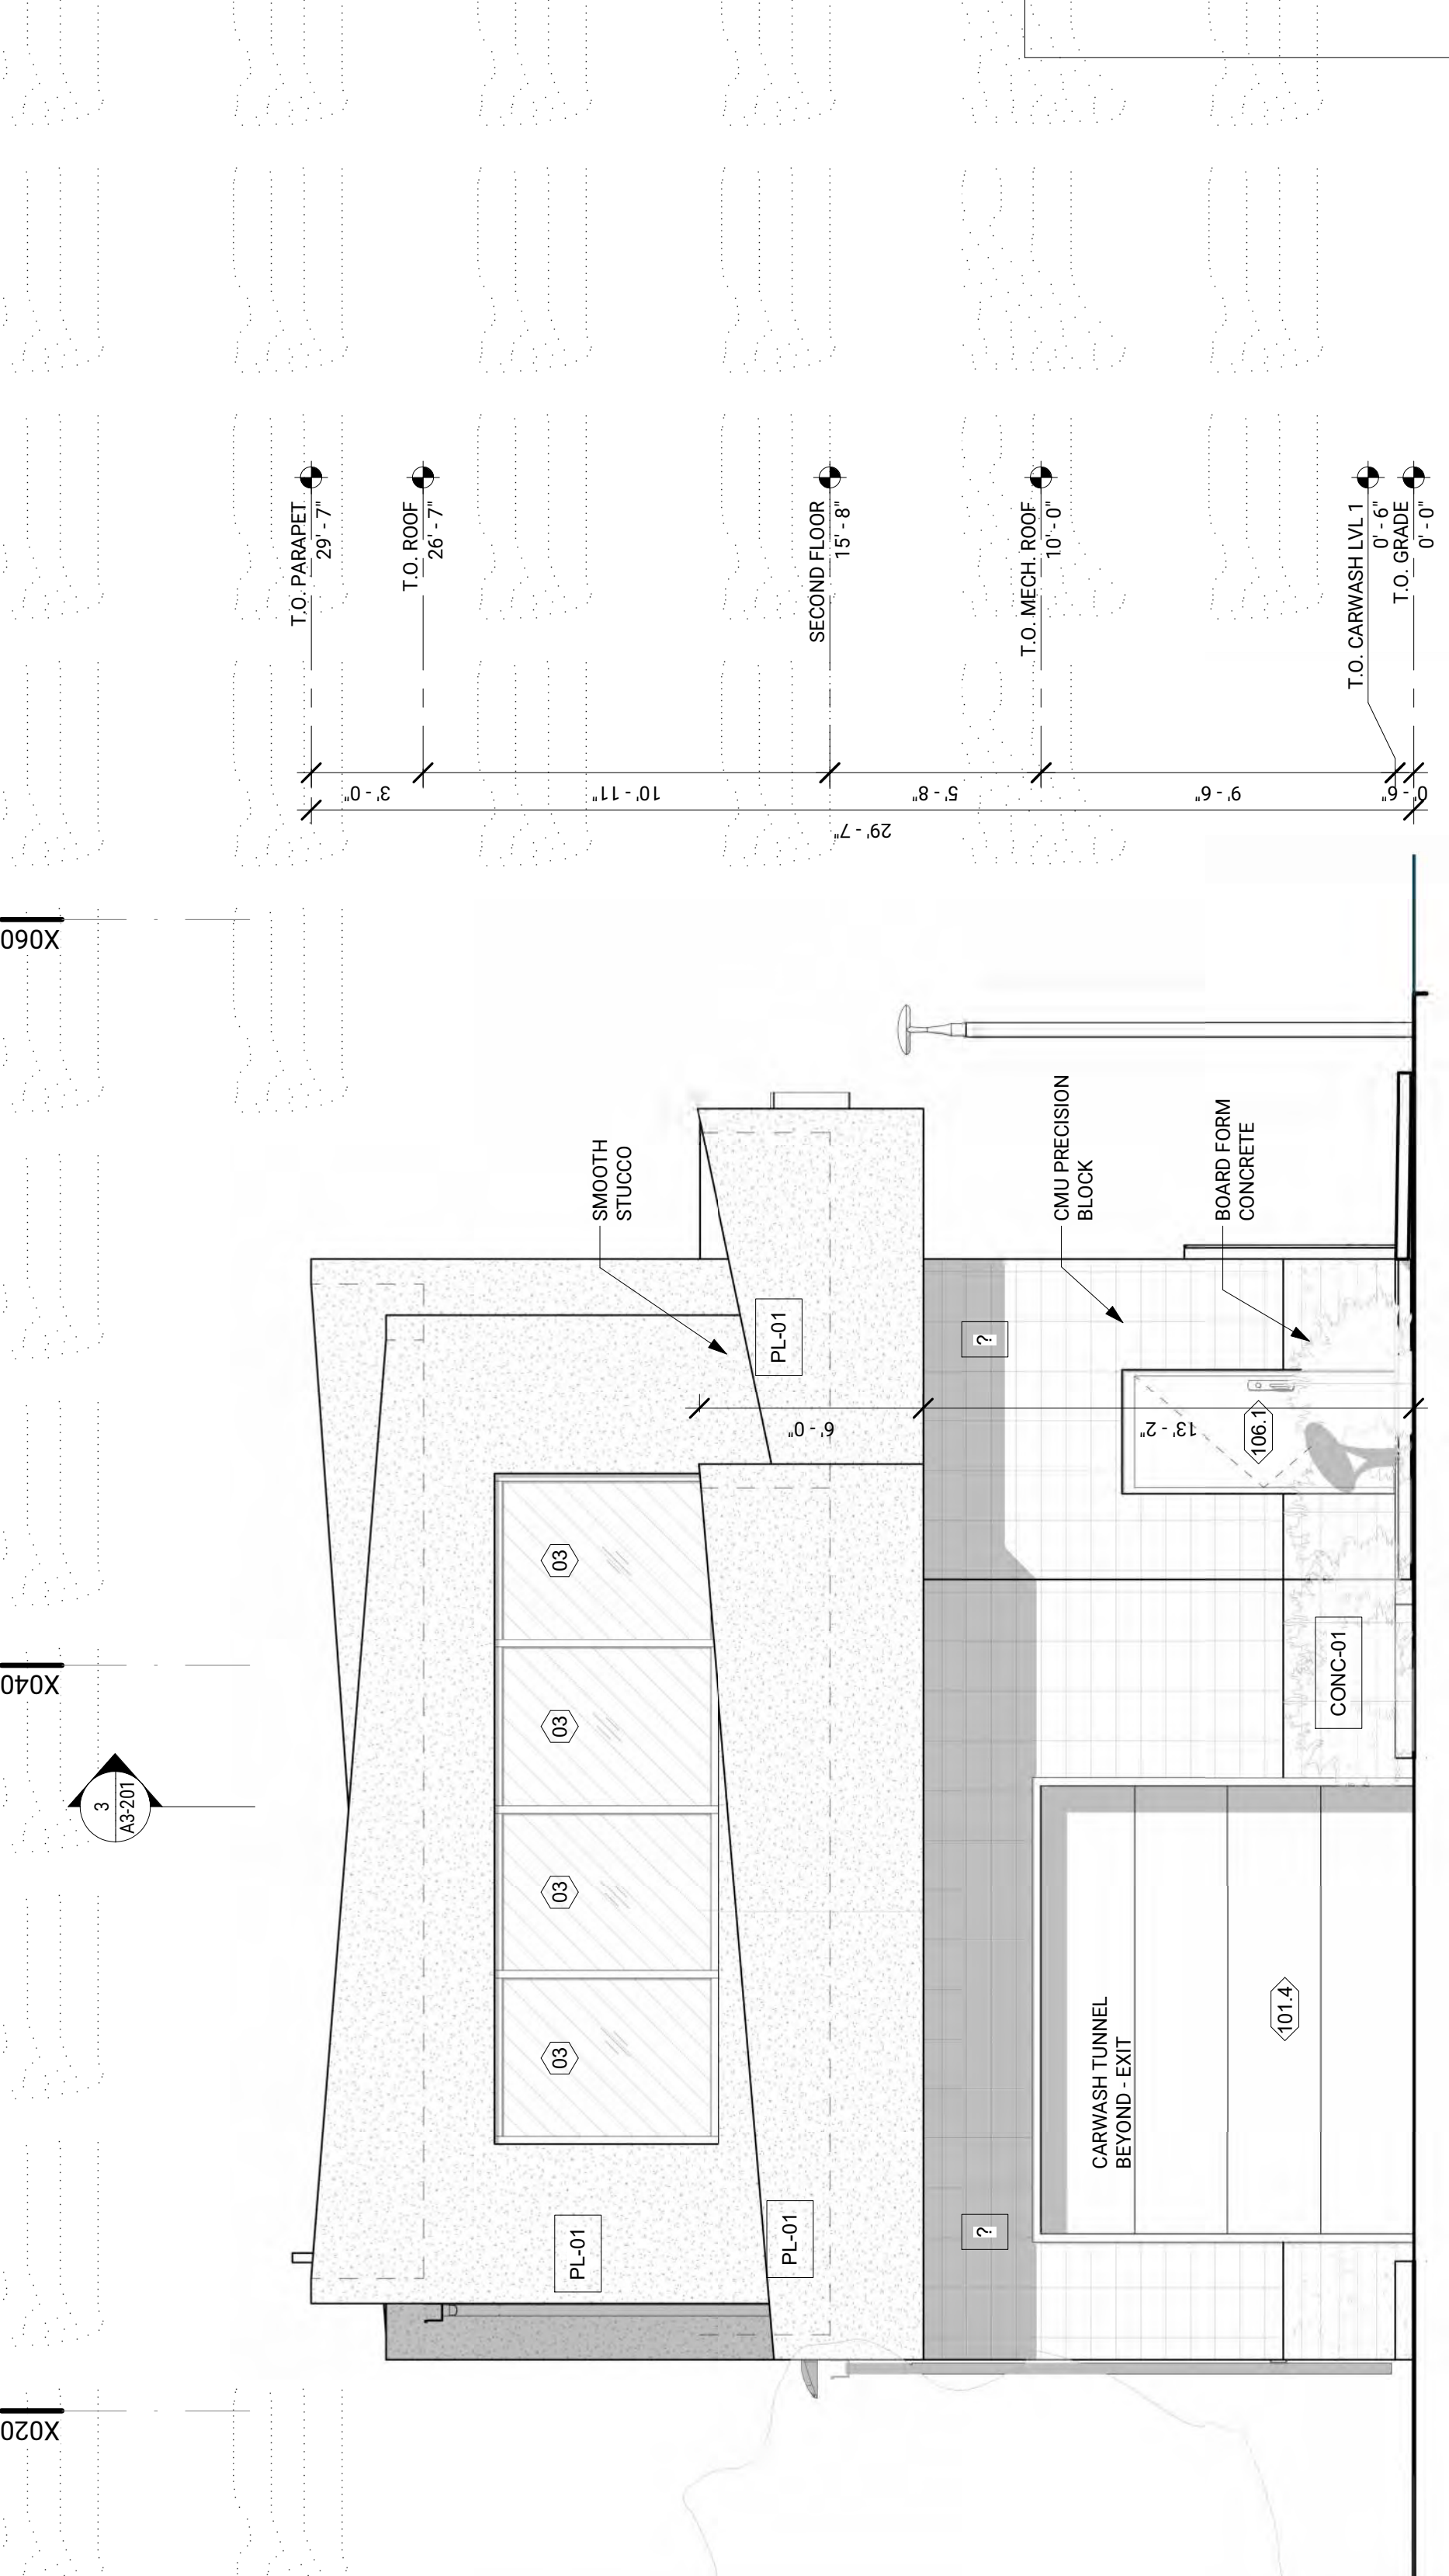 X020
X040
X060
3
A3-201
T.O. PARAPET
29' - 7"
T.O. ROOF
26' - 7"
SECOND FLOOR
15' - 8"
T.O. MECH. ROOF
10' - 0"
T.O. CARWASH LVL 1
0' - 6"
T.O. GRADE
0' - 0"
3' - 0"
10' - 11"
5' - 8"
9' - 6"
0' - 6"
29' - 7"
SMOOTH
STUCCO
CMU PRECISION
BLOCK
BOARD FORM
CONCRETE
03
03
03
03
PL-01
PL-01
PL-01
6' - 0"
13' - 2"
?
?
106.1
CONC-01
CARWASH TUNNEL
BEYOND - EXIT
101.4